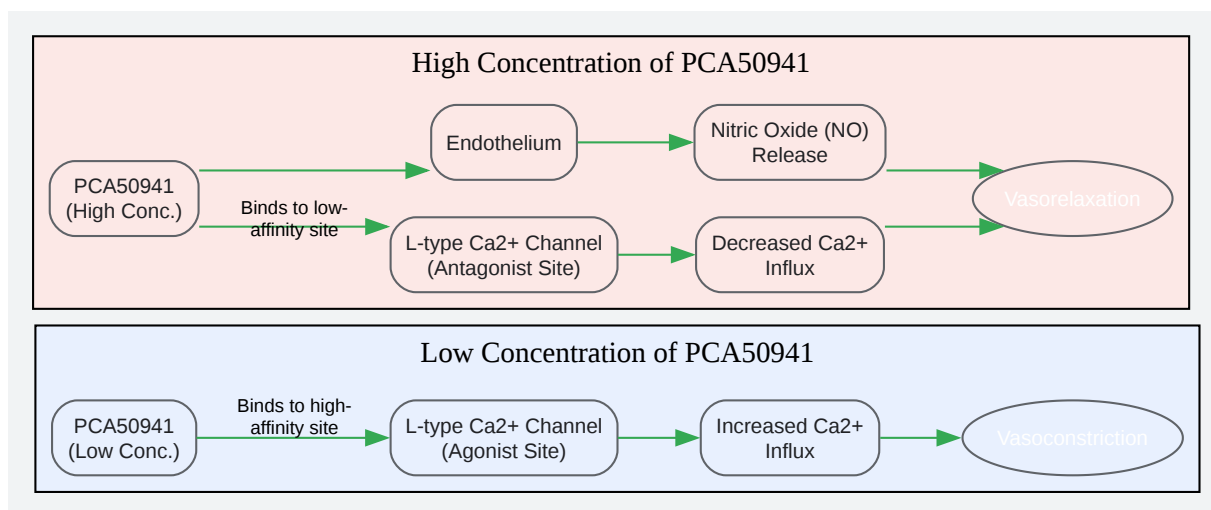 High Concentration of PCA50941
PCA50941
(High Conc.)
Endothelium
Nitric Oxide (NO)
Release
Binds to low-
affinity site
L-type Ca2+ Channel
(Antagonist Site)
Decreased Ca2+
Influx
Vasorelaxation
Low Concentration of PCA50941
PCA50941
(Low Conc.)
Binds to high-
affinity site
L-type Ca2+ Channel
(Agonist Site)
Increased Ca2+
Influx
Vasoconstriction